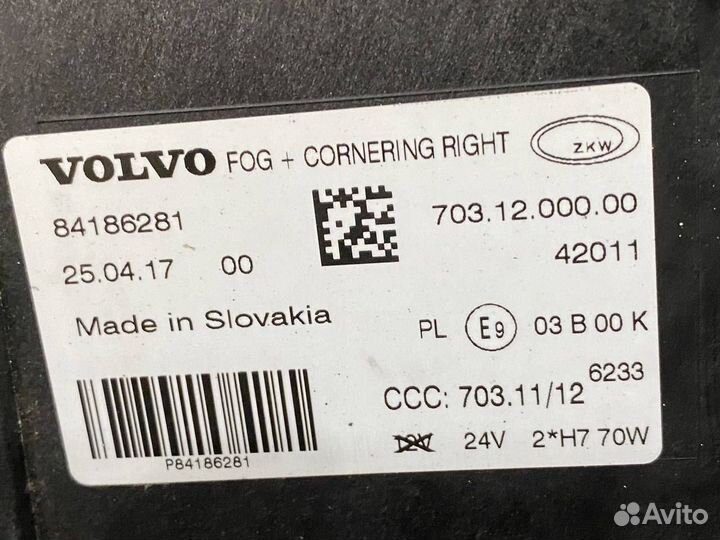 VOLVO FOG + CORNERING RIGHT ZKW
84186281 703.12.000.00
25.04.17 00 42011
Made in Slovakia PL E9 03 B 00 K
6233
CCC: 703.11/12
12V 24V 2*H7 70W
P84186281
Avito